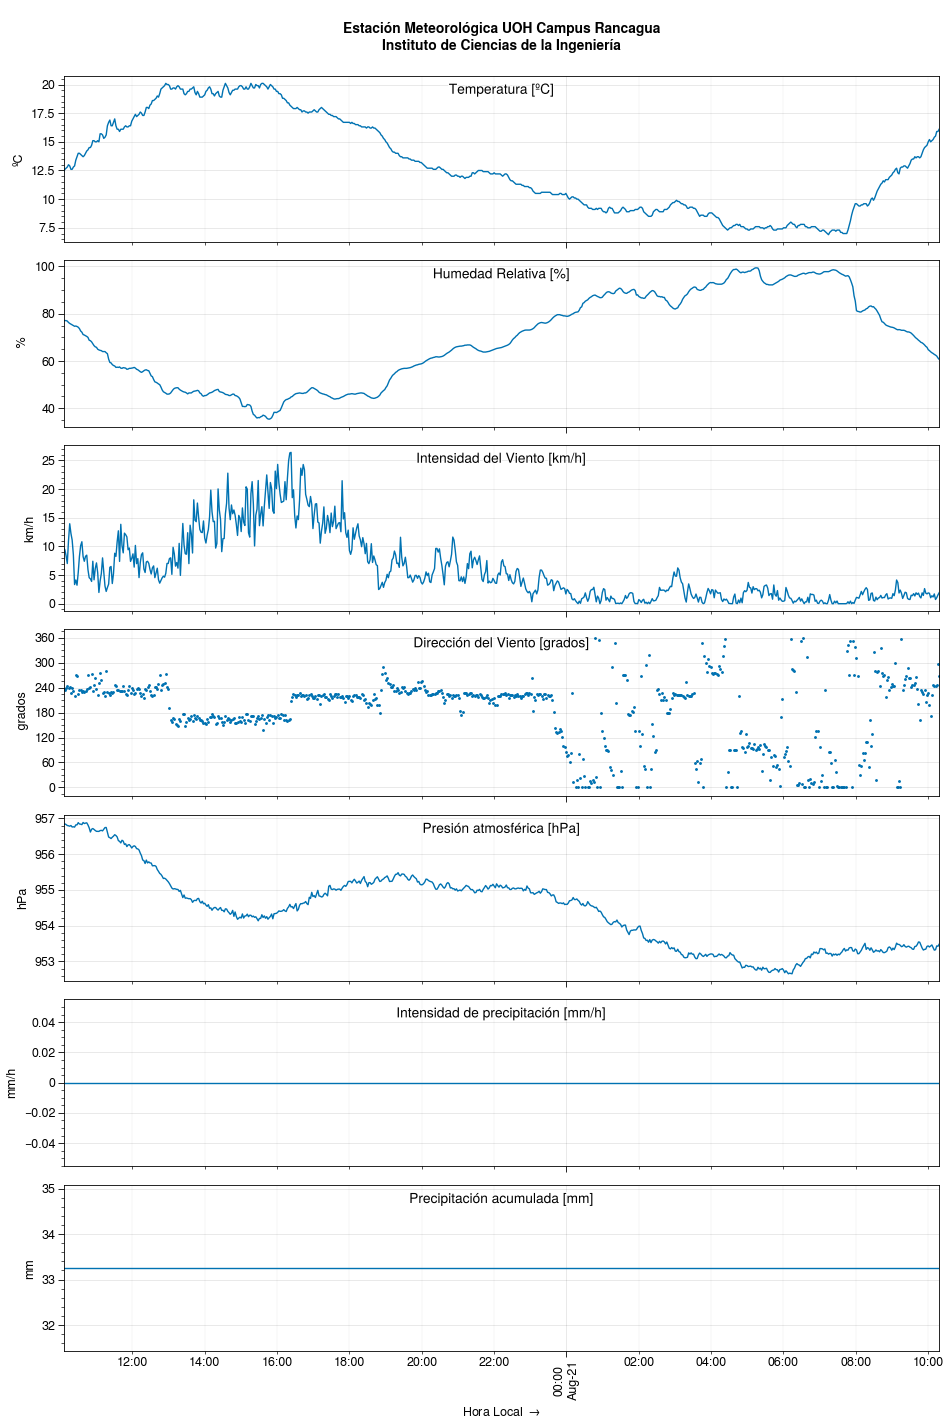 Estación Meteorológica UOH Campus Rancagua
Instituto de Ciencias de la Ingeniería
Temperatura [ºC]
ºC
20
17.5
15
12.5
10
7.5
Humedad Relativa [%]
%
100
80
60
40
Intensidad del Viento [km/h]
km/h
25
20
15
10
5
0
Dirección del Viento [grados]
grados
360
300
240
180
120
60
0
Presión atmosférica [hPa]
hPa
957
956
955
954
953
Intensidad de precipitación [mm/h]
mm/h
0.04
0.02
0
−0.02
−0.04
Precipitación acumulada [mm]
mm
35
34
33
32
12:00 14:00 16:00 18:00 20:00 22:00 00:00 02:00 04:00 06:00 08:00 10:00
Aug-21
Hora Local →